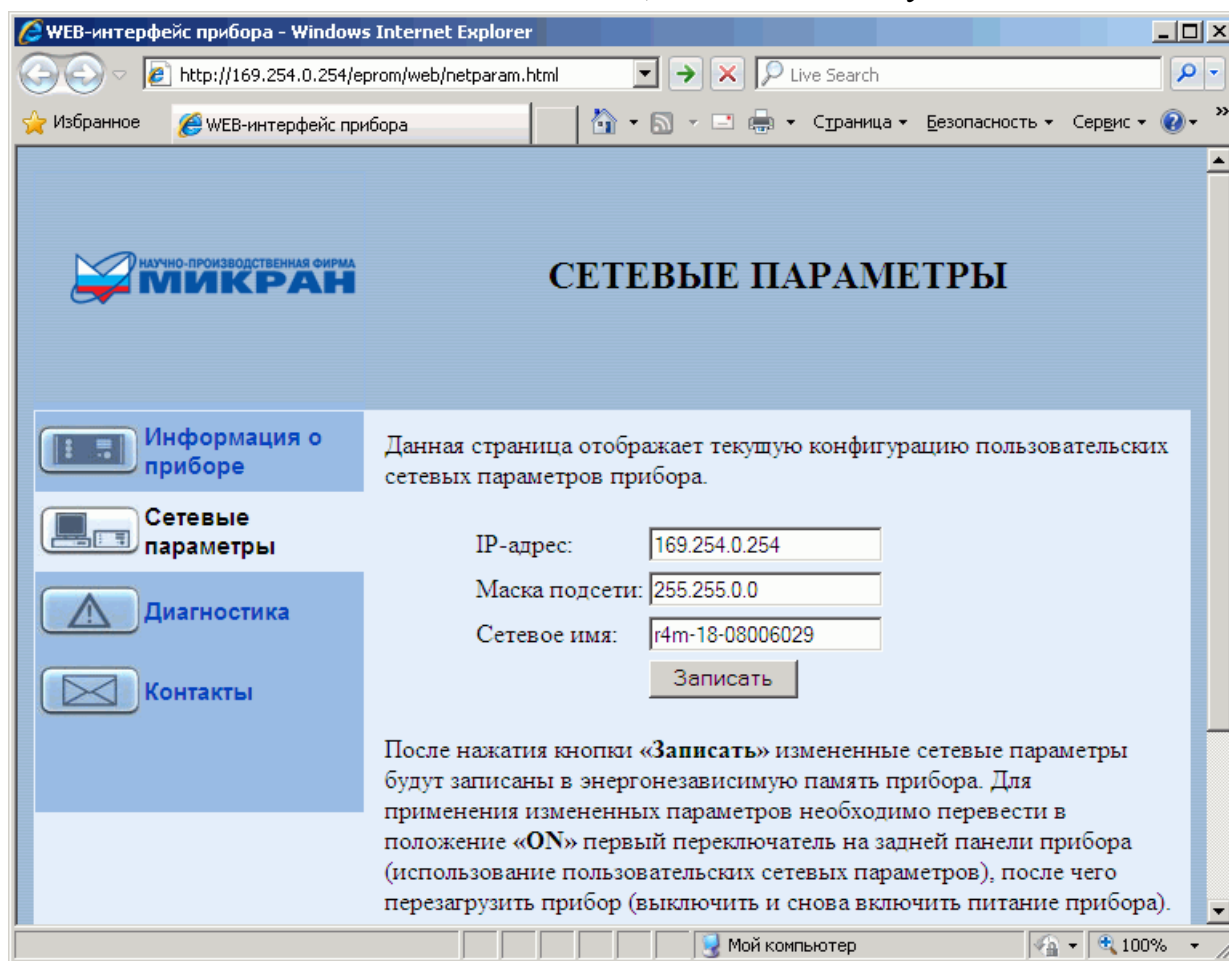 WEB-интерфейс прибора - Windows Internet Explorer
http://169.254.0.254/eprom/web/netparam.html
Live Search
Избранное
WEB-интерфейс прибора
Страница
Безопасность
Сервис
»
НАУЧНО-ПРОИЗВОДСТВЕННАЯ ФИРМА
МИКРАН
СЕТЕВЫЕ ПАРАМЕТРЫ
Информация о
приборе
Сетевые
параметры
Диагностика
Контакты
Данная страница отображает текущую конфигурацию пользовательских
сетевых параметров прибора.
IP-адрес: 169.254.0.254
Маска подсети: 255.255.0.0
Сетевое имя: r4m-18-08006029
Записать
После нажатия кнопки «Записать» измененные сетевые параметры
будут записаны в энергонезависимую память прибора. Для
применения измененных параметров необходимо перевести в
положение «ON» первый переключатель на задней панели прибора
(использование пользовательских сетевых параметров), после чего
перезагрузить прибор (выключить и снова включить питание прибора).
Мой компьютер
100%